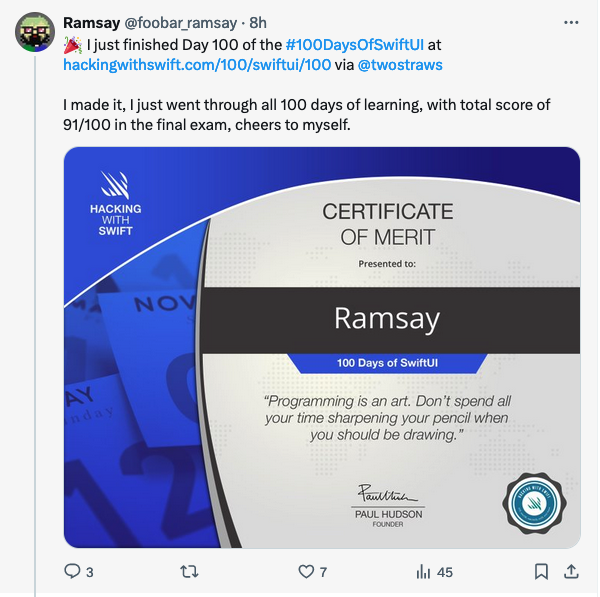 Ramsay @foobar_ramsay · 8h
🎉 I just finished Day 100 of the #100DaysOfSwiftUI at
hackingwithswift.com/100/swiftui/100 via @twostraws
I made it, I just went through all 100 days of learning, with total score of
91/100 in the final exam, cheers to myself.
HACKING
WITH
SWIFT
CERTIFICATE
OF MERIT
Presented to:
Ramsay
100 Days of SwiftUI
“Programming is an art. Don’t spend all
your time sharpening your pencil when
you should be drawing.”
PAUL HUDSON
FOUNDER
NOV
AY
nday
12
3
7
45